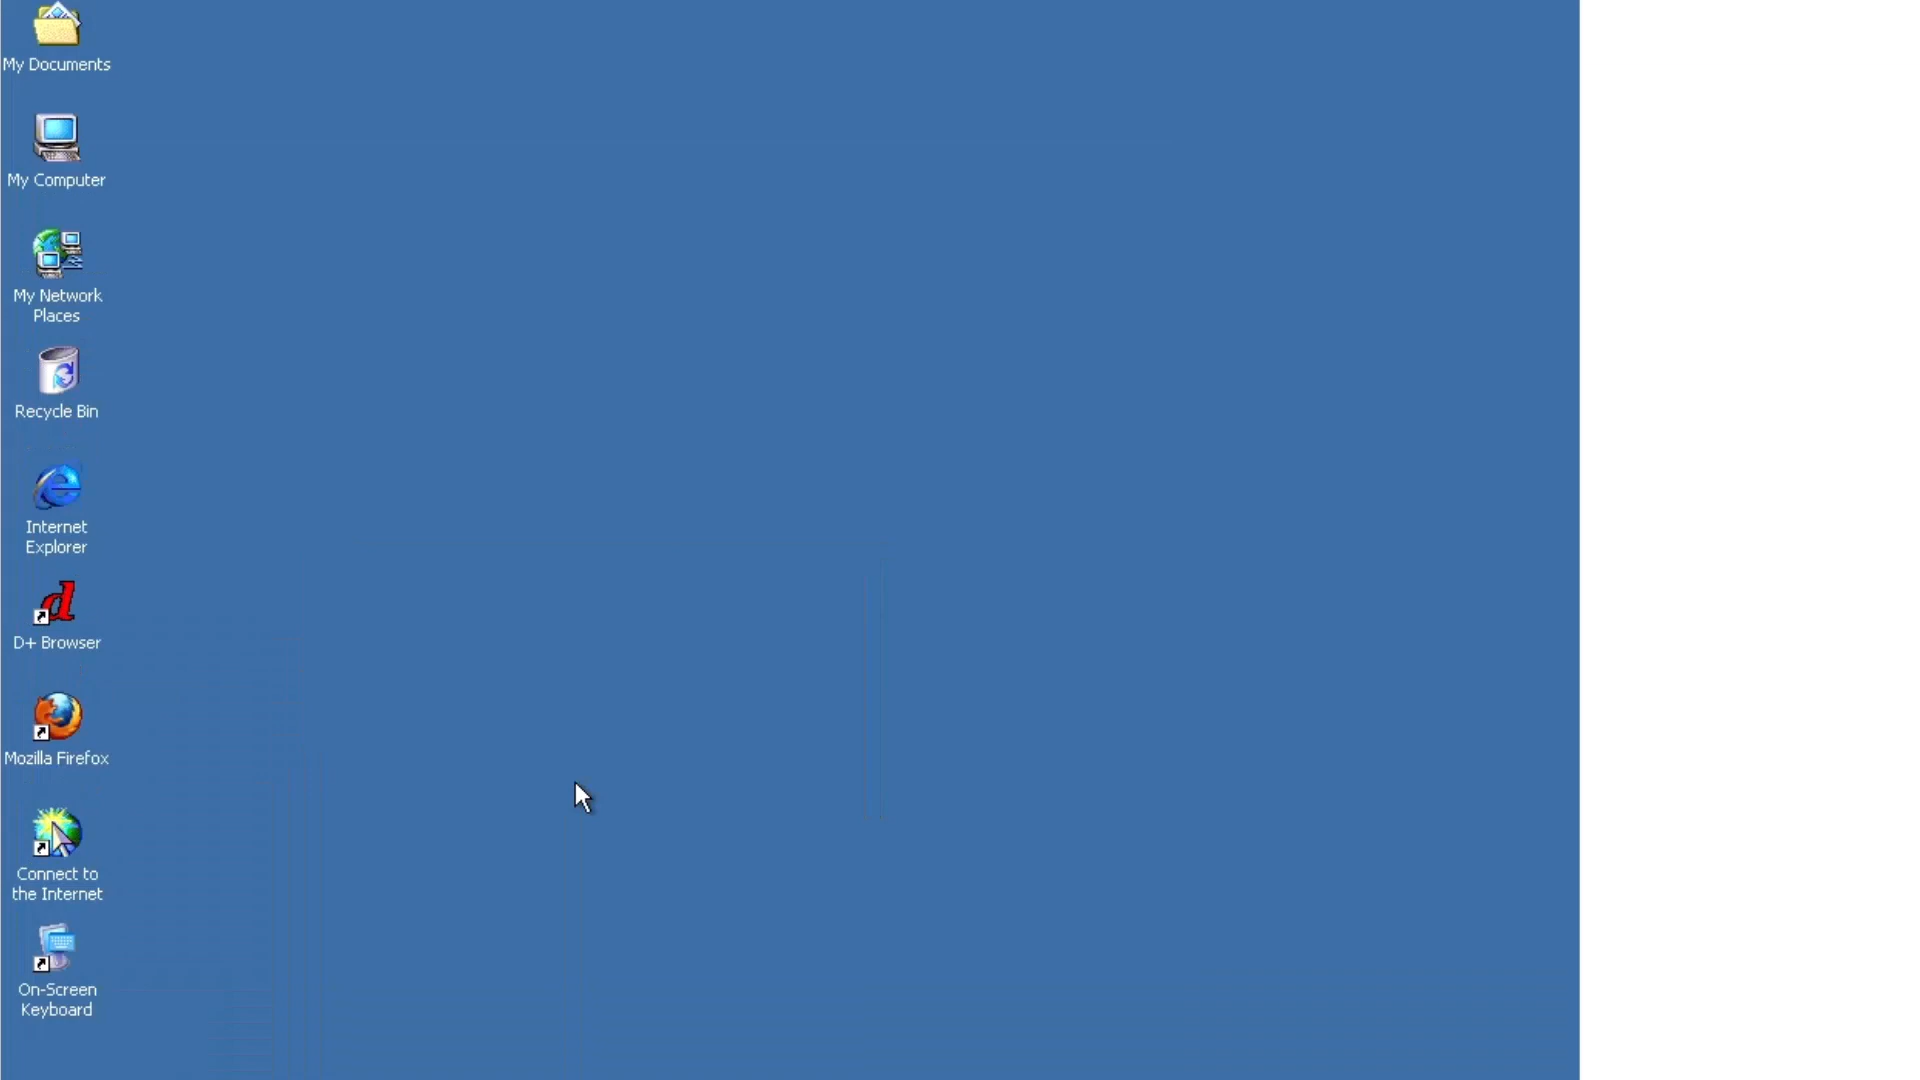 My Documents
My Computer
My Network
Places
Recycle Bin
Internet
Explorer
D+ Browser
Mozilla Firefox
Connect to
the Internet
On-Screen
Keyboard